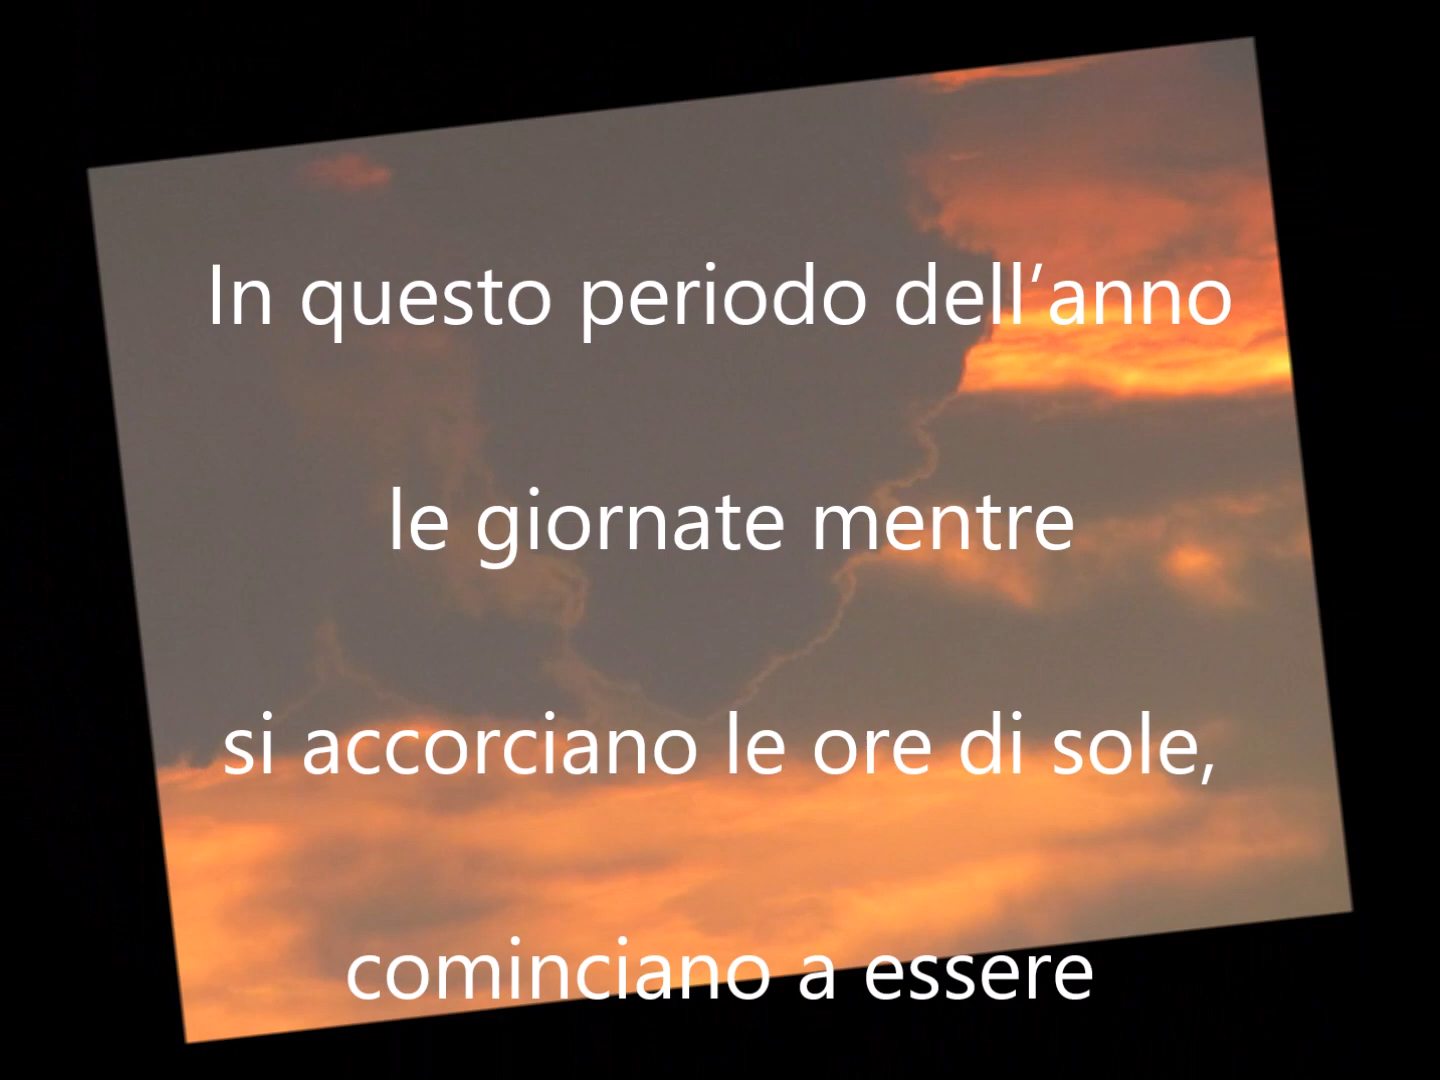 In questo periodo dell’anno
le giornate mentre
si accorciano le ore di sole,
cominciano a essere